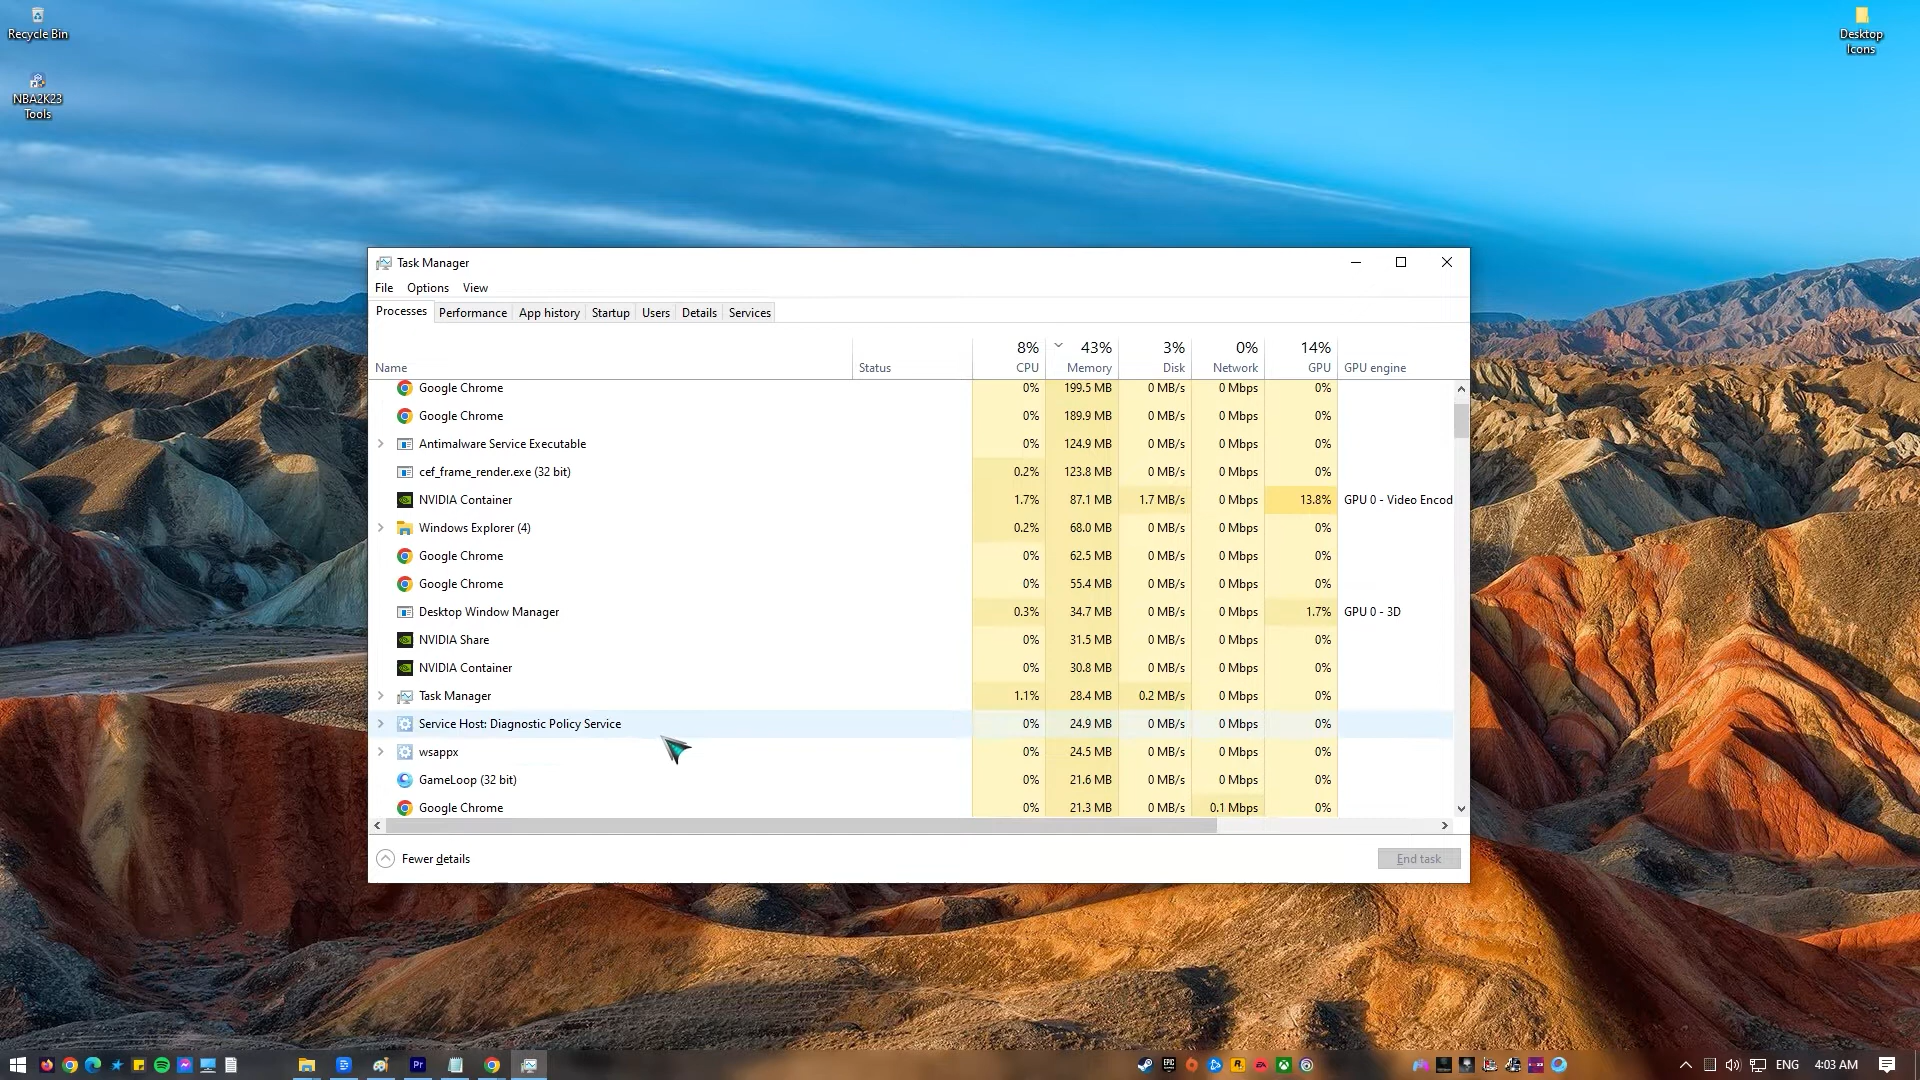 Recycle Bin
NBA2K23
Tools
Desktop
Icons
Task Manager
File Options View
Processes Performance App history Startup Users Details Services
8% 43% 3% 0% 14%
Name Status CPU Memory Disk Network GPU GPU engine
Google Chrome 0% 199.5 MB 0 MB/s 0 Mbps 0%
Google Chrome 0% 189.9 MB 0 MB/s 0 Mbps 0%
Antimalware Service Executable 0% 124.9 MB 0 MB/s 0 Mbps 0%
cef_frame_render.exe (32 bit) 0.2% 123.8 MB 0 MB/s 0 Mbps 0%
NVIDIA Container 1.7% 87.1 MB 1.7 MB/s 0 Mbps 13.8% GPU 0 - Video Encod
Windows Explorer (4) 0.2% 68.0 MB 0 MB/s 0 Mbps 0%
Google Chrome 0% 62.5 MB 0 MB/s 0 Mbps 0%
Google Chrome 0% 55.4 MB 0 MB/s 0 Mbps 0%
Desktop Window Manager 0.3% 34.7 MB 0 MB/s 0 Mbps 1.7% GPU 0 - 3D
NVIDIA Share 0% 31.5 MB 0 MB/s 0 Mbps 0%
NVIDIA Container 0% 30.8 MB 0 MB/s 0 Mbps 0%
Task Manager 1.1% 28.4 MB 0.2 MB/s 0 Mbps 0%
Service Host: Diagnostic Policy Service 0% 24.9 MB 0 MB/s 0 Mbps 0%
wsappx 0% 24.5 MB 0 MB/s 0 Mbps 0%
GameLoop (32 bit) 0% 21.6 MB 0 MB/s 0 Mbps 0%
Google Chrome 0% 21.3 MB 0 MB/s 0.1 Mbps 0%
Fewer details
End task
Pr
EPIC
ENG 4:03 AM